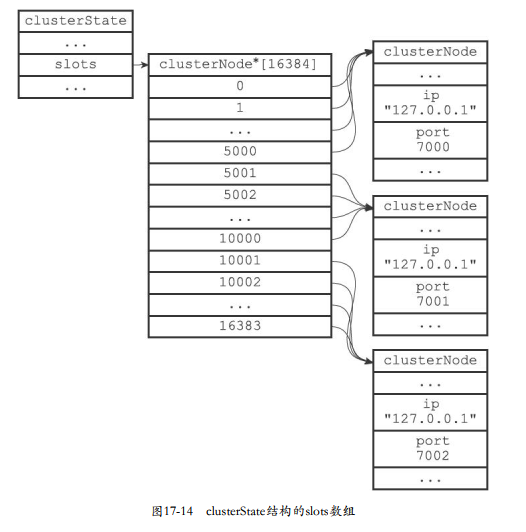 clusterState
...
slots
...
clusterNode*[16384]
0
1
...
5000
5001
5002
...
10000
10001
10002
...
16383
clusterNode
...
ip
"127.0.0.1"
port
7000
...
clusterNode
...
ip
"127.0.0.1"
port
7001
...
clusterNode
...
ip
"127.0.0.1"
port
7002
...
图17-14 clusterState结构的slots数组